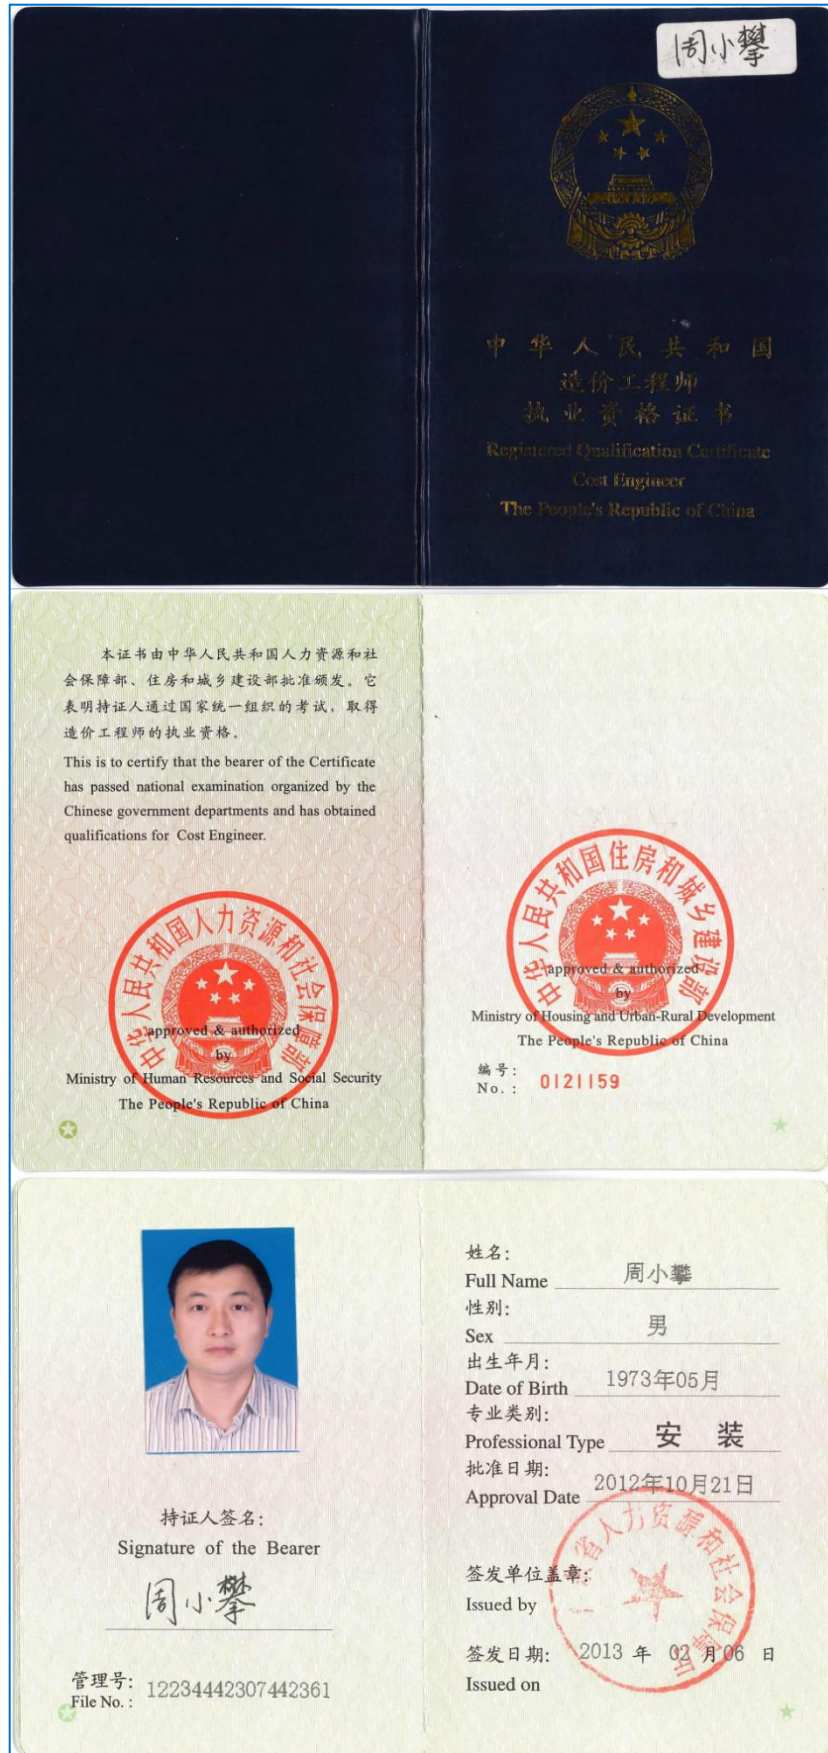 周小攀
中华人民共和国
造价工程师
执业资格证书
Registered Qualification Certificate
Cost Engineer
The People's Republic of China
本证书由中华人民共和国人力资源和社
会保障部、住房和城乡建设部批准颁发。它
表明持证人通过国家统一组织的考试，取得
造价工程师的执业资格。
This is to certify that the bearer of the Certificate
has passed national examination organized by the
Chinese government departments and has obtained
qualifications for Cost Engineer.
中华人民共和国人力资源和社会保障部
approved & authorized
by
Ministry of Human Resources and Social Security
The People's Republic of China
中华人民共和国住房和城乡建设部
approved & authorized
by
Ministry of Housing and Urban-Rural Development
The People's Republic of China
编号：
No.： 0121159
持证人签名：
Signature of the Bearer
周小攀
管理号：
File No.： 12234442307442361
姓名：
Full Name 周小攀
性别：
Sex 男
出生年月：
Date of Birth 1973年05月
专业类别：
Professional Type 安 装
批准日期：
Approval Date 2012年10月21日
签发单位盖章：
Issued by
广东省人力资源和社会保障厅
签发日期： 2013 年 02 月 06 日
Issued on